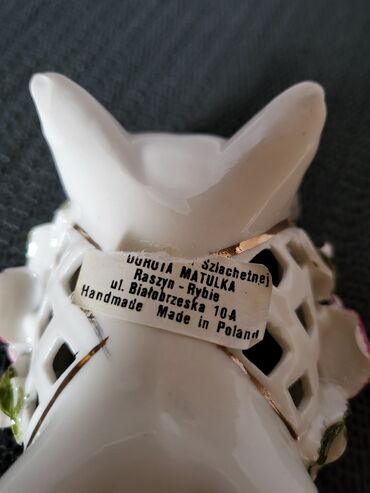 Szlachetnej
DOROTA MATULKA
Raszyn - Rybie
ul. Białobrzeska 10A
Handmade Made in Poland